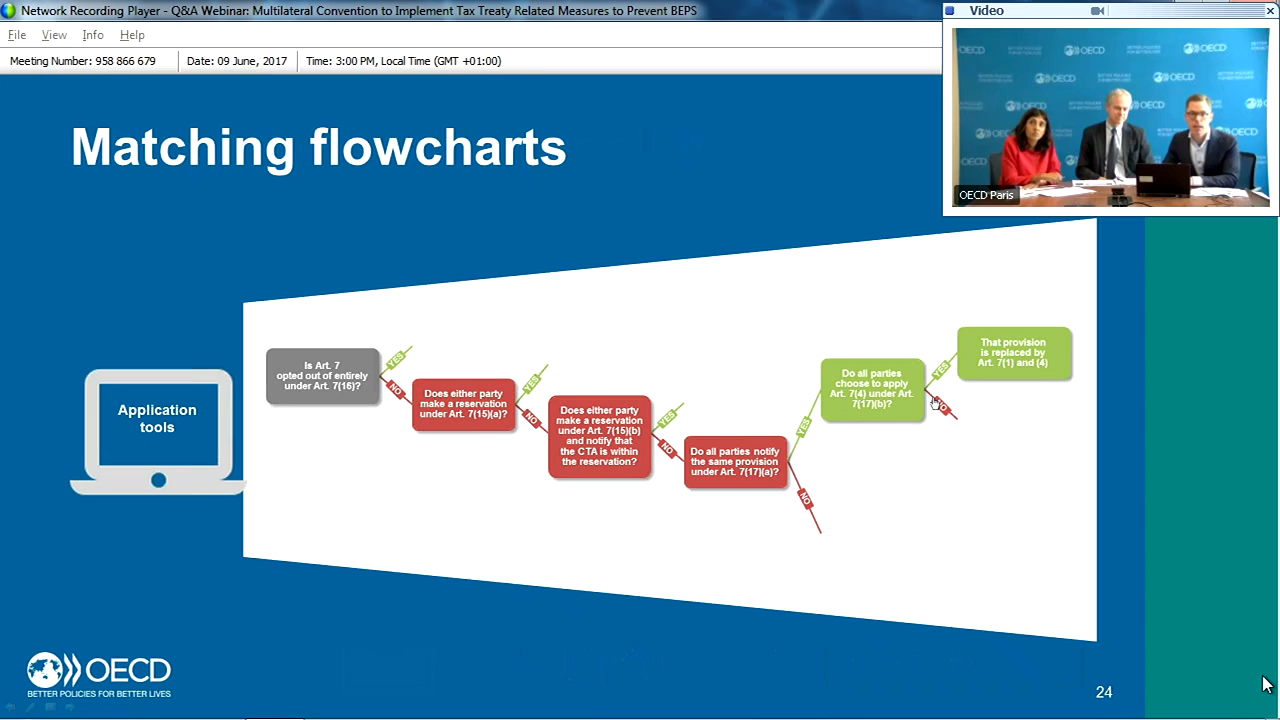 Network Recording Player - Q&A Webinar: Multilateral Convention to Implement Tax Treaty Related Measures to Prevent BEPS
Video
File View Info Help
Meeting Number: 958 866 679
Date: 09 June, 2017
Time: 3:00 PM, Local Time (GMT +01:00)
OECD
OECD Paris
Matching flowcharts
Application
tools
Is Art. 7
opted out of entirely
under Art. 7(16)?
YES
NO
Does either party
make a reservation
under Art. 7(15)(a)?
YES
NO
Does either party
make a reservation
under Art. 7(15)(b)
and notify that
the CTA is within
the reservation?
YES
NO
Do all parties notify
the same provision
under Art. 7(17)(a)?
YES
NO
Do all parties
choose to apply
Art. 7(4) under Art.
7(17)(b)?
YES
NO
That provision
is replaced by
Art. 7(1) and (4)
OECD
BETTER POLICIES FOR BETTER LIVES
24